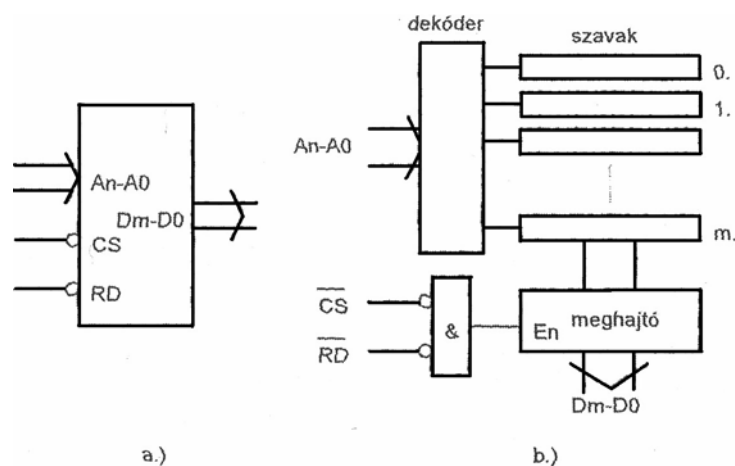 An-A0
Dm-D0
CS
RD
a.)
dekóder
szavak
0.
1.
An-A0
m.
CS
RD
&
En
meghajtó
Dm-D0
b.)